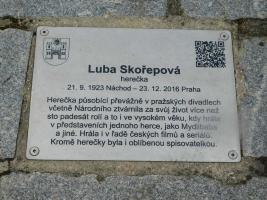 Luba Skořepová
herečka
21. 9. 1923 Náchod – 23. 12. 2016 Praha
Herečka působící převážně v pražských divadlech
včetně Národního ztvárnila za svůj život více než
sto padesát rolí a to i ve vysokém věku, kdy hrála
v představeních jednoho herce, jako Mydlibaba
a jiné. Hrála i v řadě českých filmů a seriálů.
Kromě herečky byla i oblíbenou spisovatelkou.